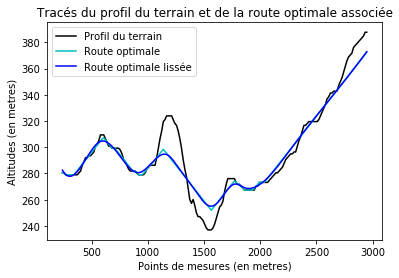 Tracés du profil du terrain et de la route optimale associée
Profil du terrain
Route optimale
Route optimale lissée
Altitudes (en metres)
380
360
340
320
300
280
260
240
500
1000
1500
2000
2500
3000
Points de mesures (en metres)